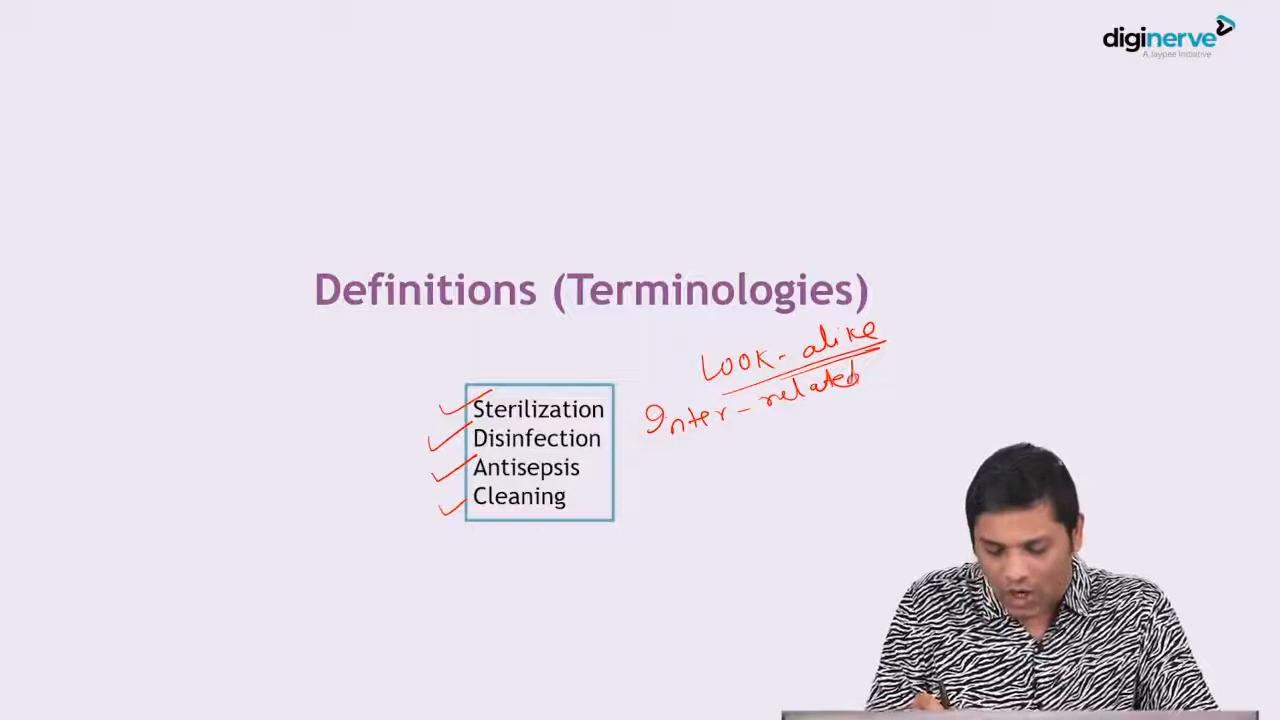 diginerve
A Jaypee Initiative
Definitions (Terminologies)
Look-alike
Inter-related
Sterilization
Disinfection
Antisepsis
Cleaning